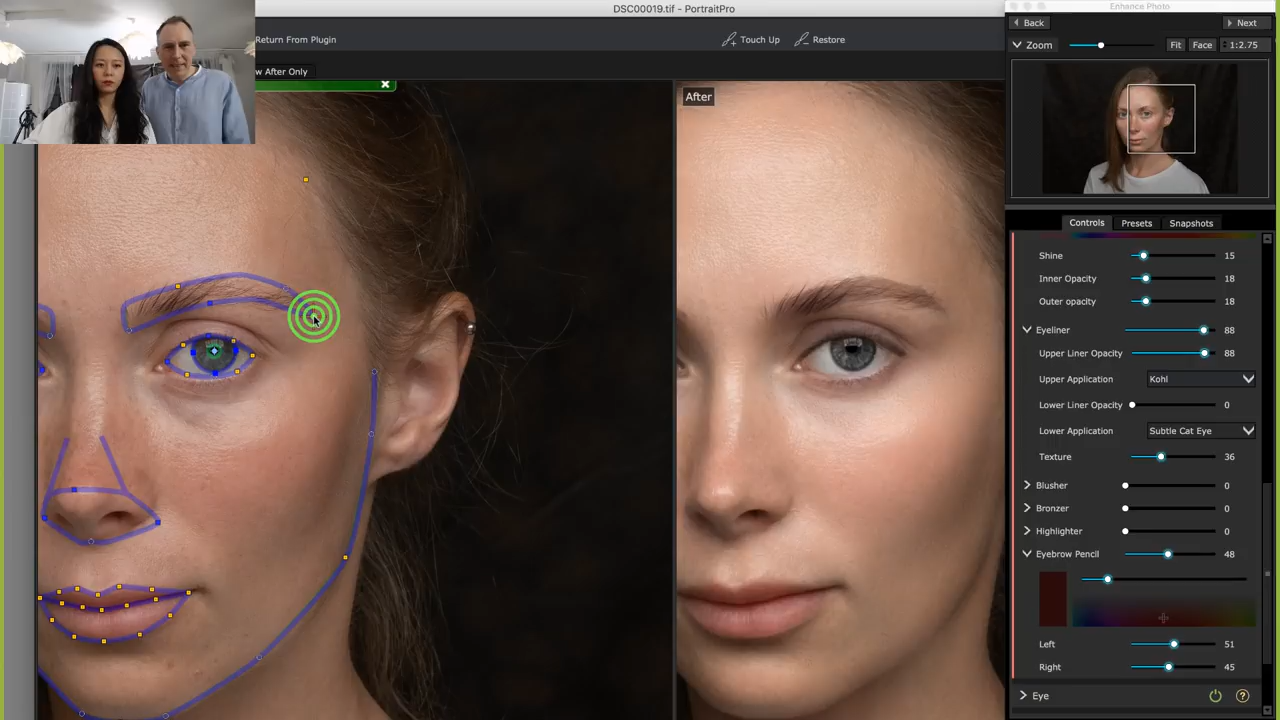 DSC00019.tif - PortraitPro
Enhance Photo
Return From Plugin
Touch Up
Restore
Back
Next
Zoom
Fit
Face
1:2.75
w After Only
After
Controls
Presets
Snapshots
Shine
15
Inner Opacity
18
Outer opacity
18
Eyeliner
88
Upper Liner Opacity
88
Upper Application
Kohl
Lower Liner Opacity
0
Lower Application
Subtle Cat Eye
Texture
36
Blusher
0
Bronzer
0
Highlighter
0
Eyebrow Pencil
48
Left
51
Right
45
Eye
?